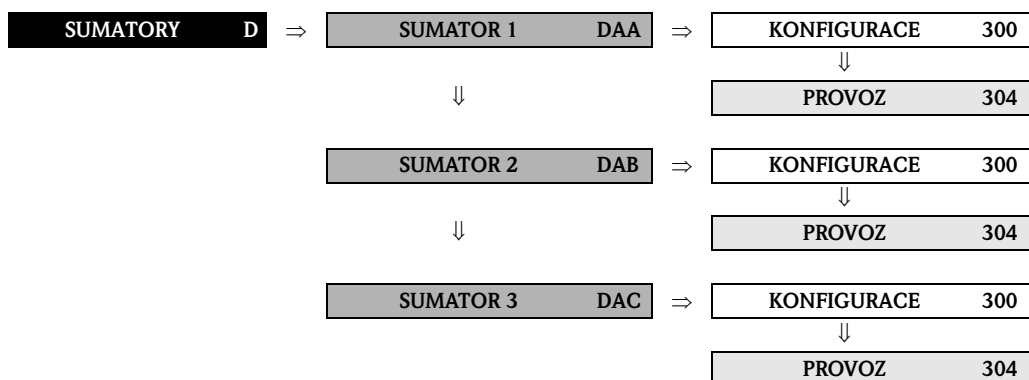 SUMATORY D ⇒ SUMATOR 1 DAA ⇒ KONFIGURACE 300
⇓
⇓ PROVOZ 304
SUMATOR 2 DAB ⇒ KONFIGURACE 300
⇓
⇓ PROVOZ 304
SUMATOR 3 DAC ⇒ KONFIGURACE 300
⇓
PROVOZ 304